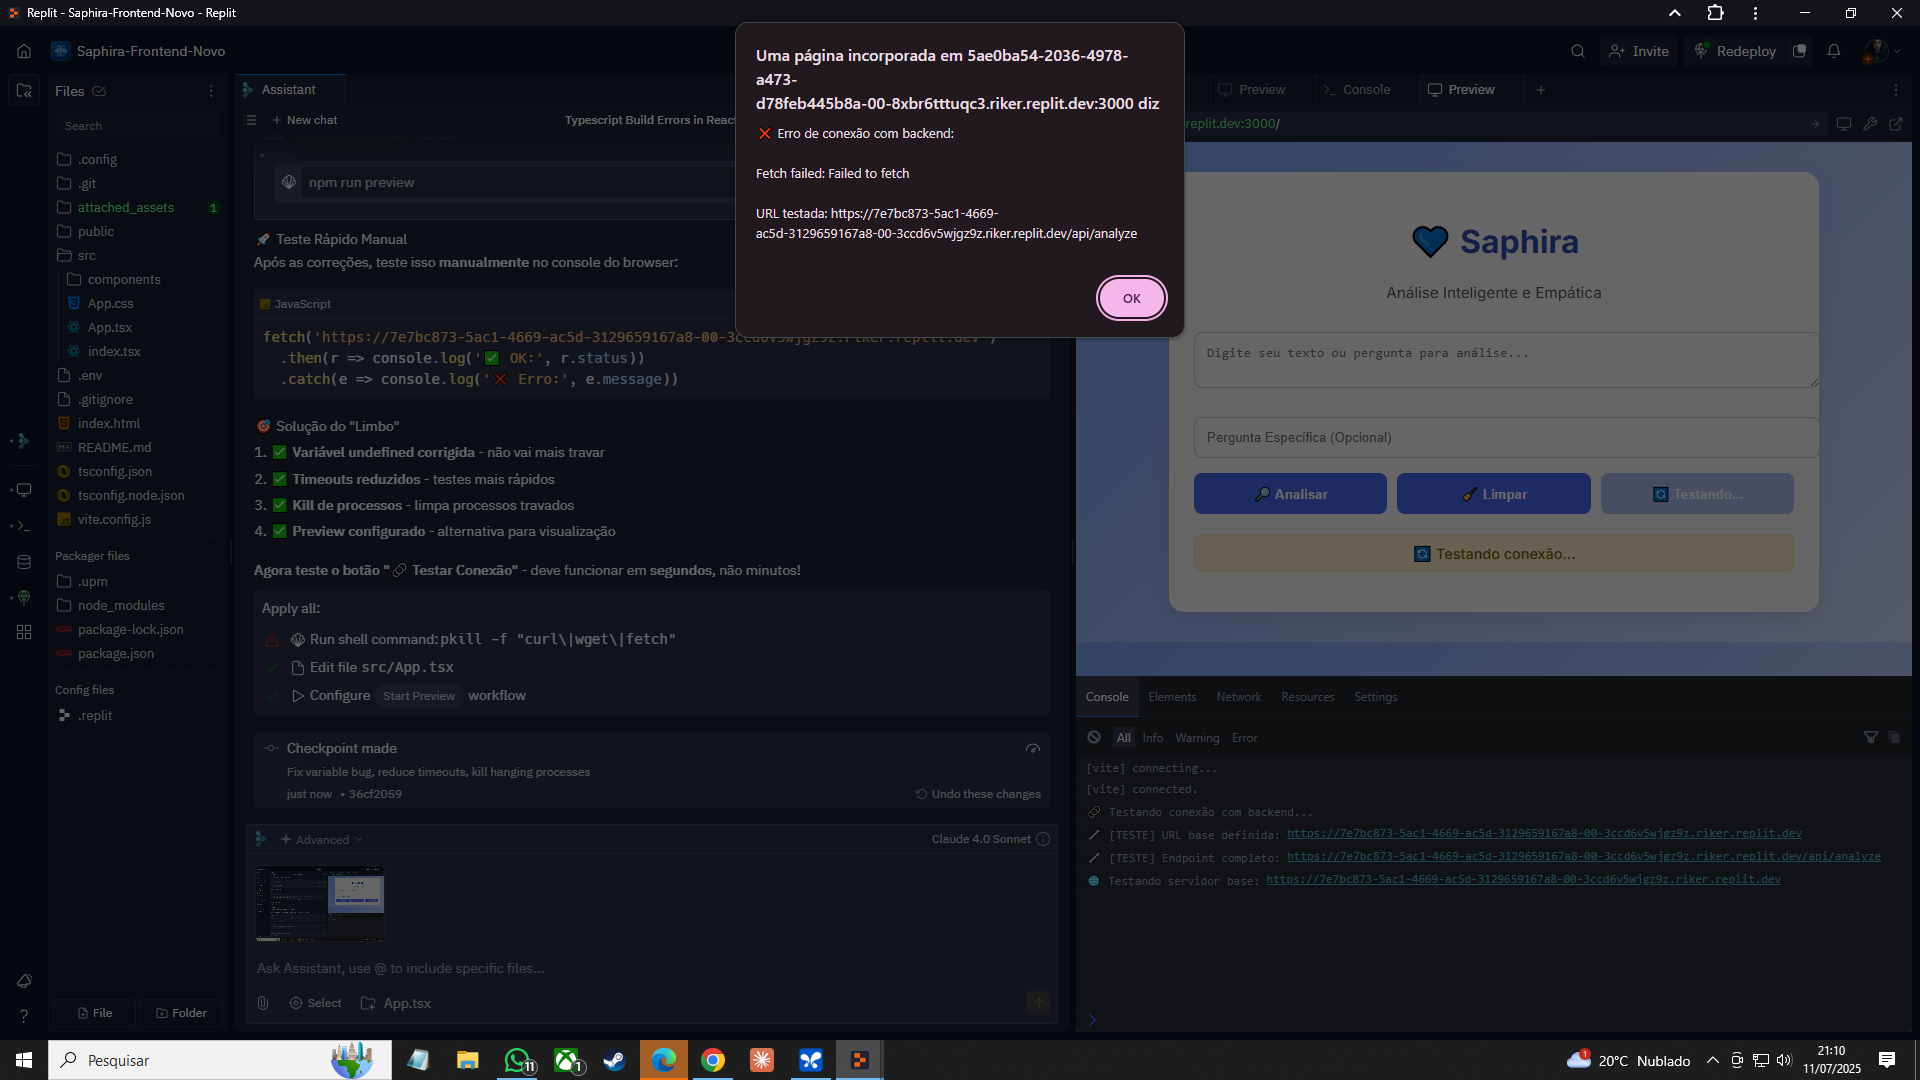 Replit - Saphira-Frontend-Novo - Replit
Saphira-Frontend-Novo
Invite
Redeploy
Files
Search
.config
.git
attached_assets
1
public
src
components
App.css
App.tsx
index.tsx
.env
.gitignore
index.html
README.md
tsconfig.json
tsconfig.node.json
vite.config.js
Packager files
.upm
node_modules
package-lock.json
package.json
Config files
.replit
File
Folder
Assistant
New chat
Typescript Build Errors in React
npm run preview
🚀 Teste Rápido Manual
Após as correções, teste isso manualmente no console do browser:
JavaScript
fetch('https://7e7bc873-5ac1-4669-ac5d-3129659167a8-00-3ccd6v5wjgz9z.riker.replit.dev')
.then(r => console.log('✅ OK:', r.status))
.catch(e => console.log('❌ Erro:', e.message))
🎯 Solução do "Limbo"
1. ✅ Variável undefined corrigida - não vai mais travar
2. ✅ Timeouts reduzidos - testes mais rápidos
3. ✅ Kill de processos - limpa processos travados
4. ✅ Preview configurado - alternativa para visualização
Agora teste o botão "🔗 Testar Conexão" - deve funcionar em segundos, não minutos!
Apply all:
Run shell command: pkill -f "curl\|wget\|fetch"
Edit file src/App.tsx
Configure Start Preview workflow
Checkpoint made
Fix variable bug, reduce timeouts, kill hanging processes
just now • 36cf2059
Undo these changes
Advanced
Claude 4.0 Sonnet
Ask Assistant, use @ to include specific files...
Select
App.tsx
Uma página incorporada em 5ae0ba54-2036-4978-
a473-
d78feb445b8a-00-8xbr6tttuqc3.riker.replit.dev:3000 diz
❌ Erro de conexão com backend:
Fetch failed: Failed to fetch
URL testada: https://7e7bc873-5ac1-4669-
ac5d-3129659167a8-00-3ccd6v5wjgz9z.riker.replit.dev/api/analyze
OK
Preview
Console
Preview
replit.dev:3000/
💙 Saphira
Análise Inteligente e Empática
Digite seu texto ou pergunta para análise...
Pergunta Específica (Opcional)
🔎 Analisar
🧹 Limpar
🔄 Testando...
🔄 Testando conexão...
Console
Elements
Network
Resources
Settings
All
Info
Warning
Error
[vite] connecting...
[vite] connected.
🔗 Testando conexão com backend...
[TESTE] URL base definida: https://7e7bc873-5ac1-4669-ac5d-3129659167a8-00-3ccd6v5wjgz9z.riker.replit.dev
[TESTE] Endpoint completo: https://7e7bc873-5ac1-4669-ac5d-3129659167a8-00-3ccd6v5wjgz9z.riker.replit.dev/api/analyze
🌐 Testando servidor base: https://7e7bc873-5ac1-4669-ac5d-3129659167a8-00-3ccd6v5wjgz9z.riker.replit.dev
Pesquisar
11
1
1
20°C Nublado
21:10
11/07/2025